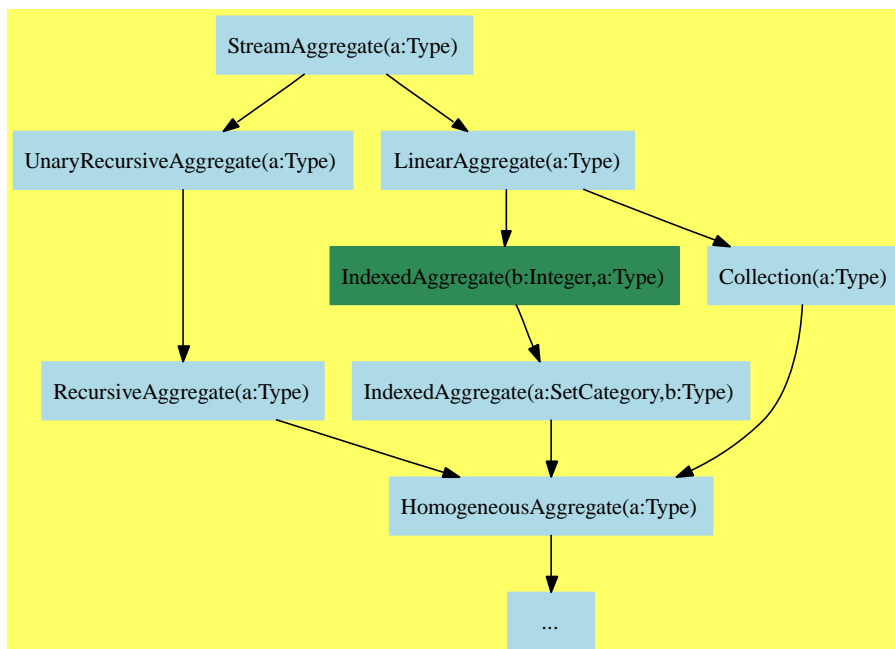 StreamAggregate(a:Type)
UnaryRecursiveAggregate(a:Type)
LinearAggregate(a:Type)
IndexedAggregate(b:Integer,a:Type)
Collection(a:Type)
RecursiveAggregate(a:Type)
IndexedAggregate(a:SetCategory,b:Type)
HomogeneousAggregate(a:Type)
...